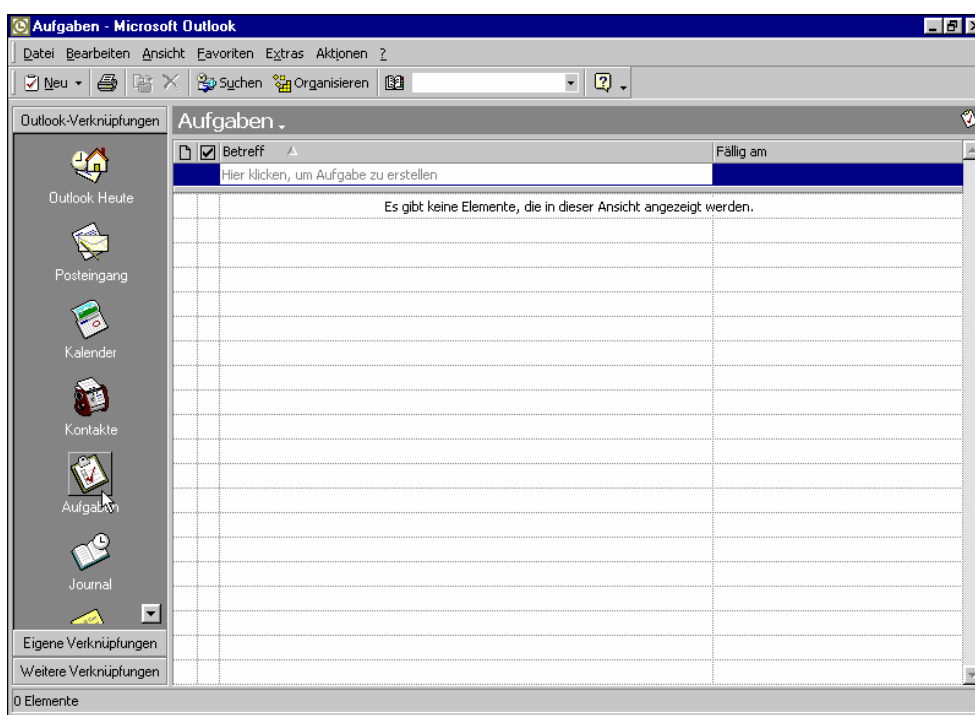 Aufgaben - Microsoft Outlook
Datei Bearbeiten Ansicht Favoriten Extras Aktionen ?
Neu Suchen Organisieren
Outlook-Verknüpfungen
Aufgaben
Betreff Fällig am
Hier klicken, um Aufgabe zu erstellen
Es gibt keine Elemente, die in dieser Ansicht angezeigt werden.
Outlook Heute
Posteingang
Kalender
Kontakte
Aufgaben
Journal
Eigene Verknüpfungen
Weitere Verknüpfungen
0 Elemente